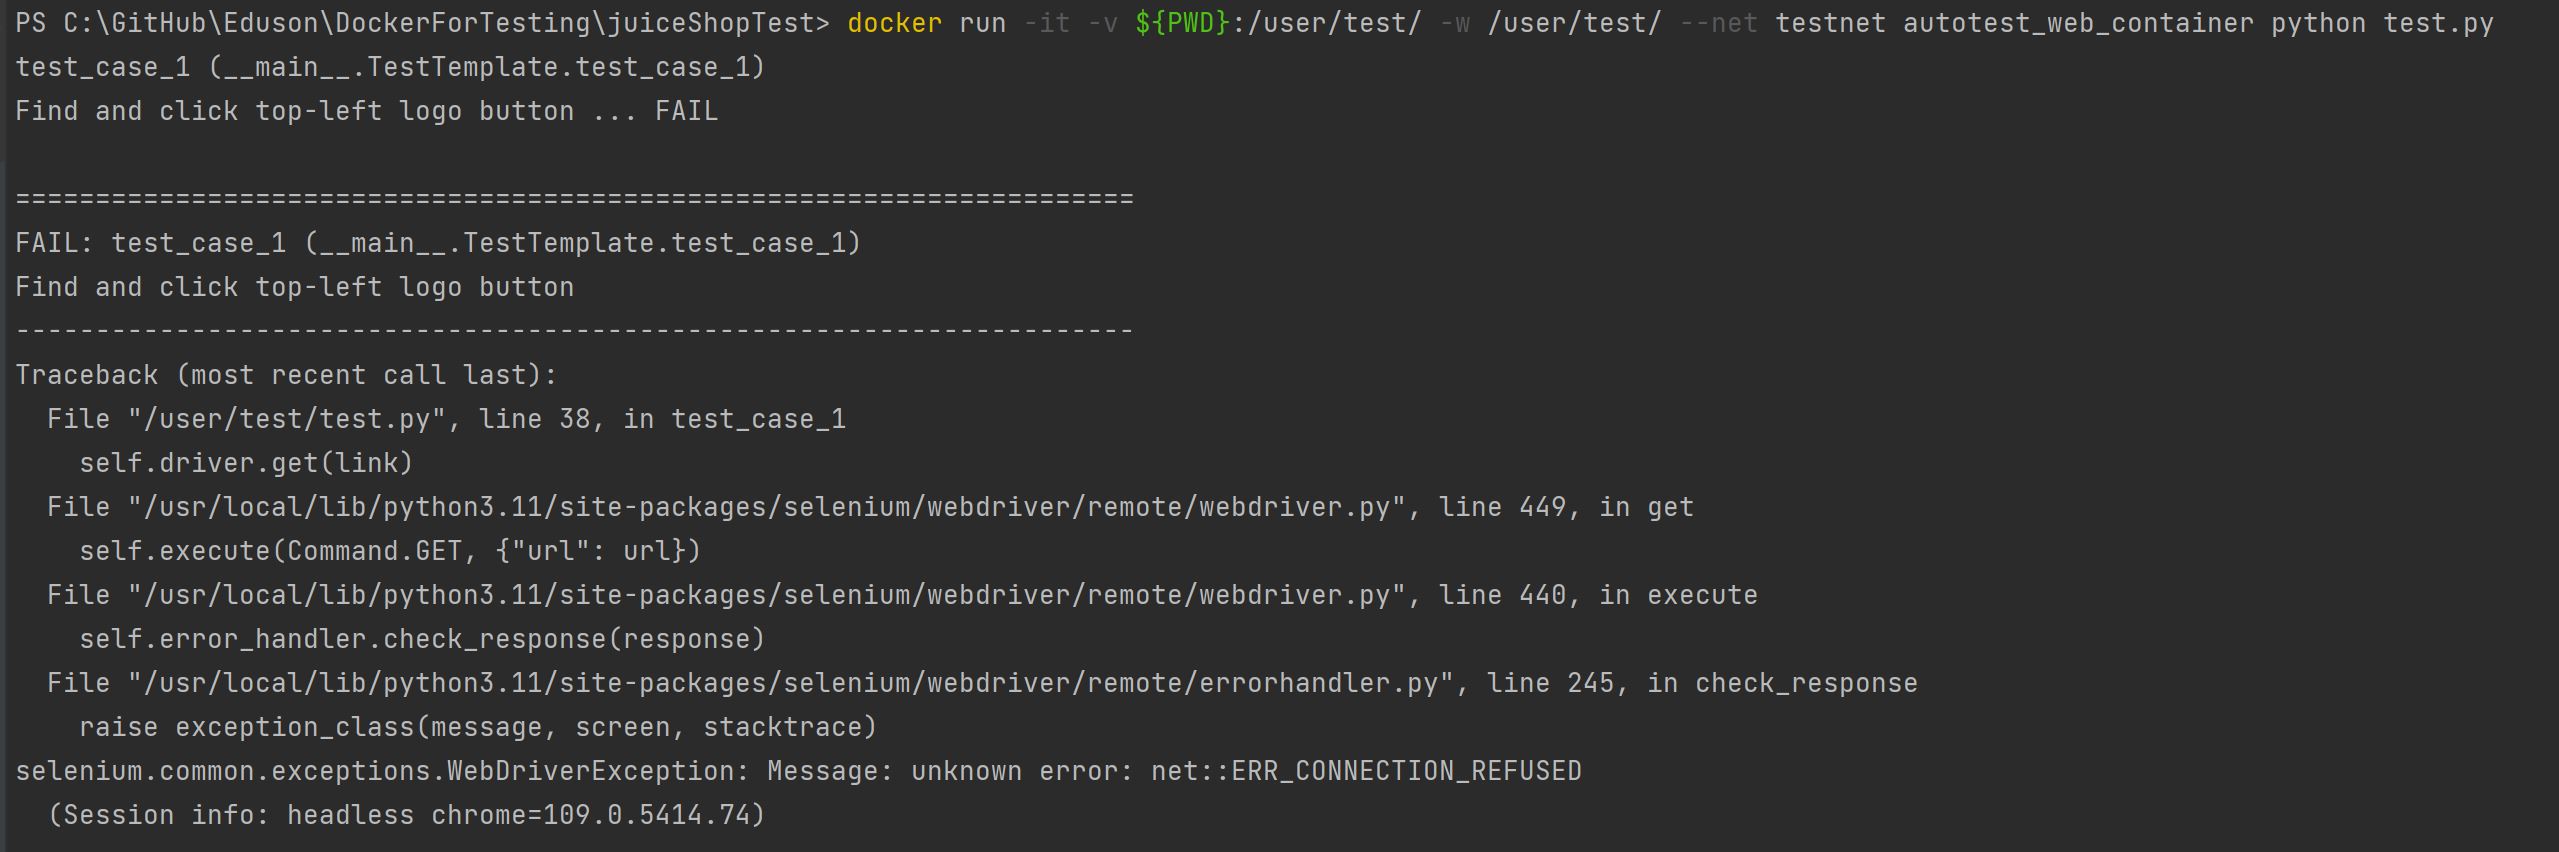 PS C:\GitHub\Eduson\DockerForTesting\juiceShopTest> docker run -it -v ${PWD}:/user/test/ -w /user/test/ --net testnet autotest_web_container python test.py
test_case_1 (__main__.TestTemplate.test_case_1)
Find and click top-left logo button ... FAIL
======================================================================
FAIL: test_case_1 (__main__.TestTemplate.test_case_1)
Find and click top-left logo button
----------------------------------------------------------------------
Traceback (most recent call last):
  File "/user/test/test.py", line 38, in test_case_1
    self.driver.get(link)
  File "/usr/local/lib/python3.11/site-packages/selenium/webdriver/remote/webdriver.py", line 449, in get
    self.execute(Command.GET, {"url": url})
  File "/usr/local/lib/python3.11/site-packages/selenium/webdriver/remote/webdriver.py", line 440, in execute
    self.error_handler.check_response(response)
  File "/usr/local/lib/python3.11/site-packages/selenium/webdriver/remote/errorhandler.py", line 245, in check_response
    raise exception_class(message, screen, stacktrace)
selenium.common.exceptions.WebDriverException: Message: unknown error: net::ERR_CONNECTION_REFUSED
  (Session info: headless chrome=109.0.5414.74)